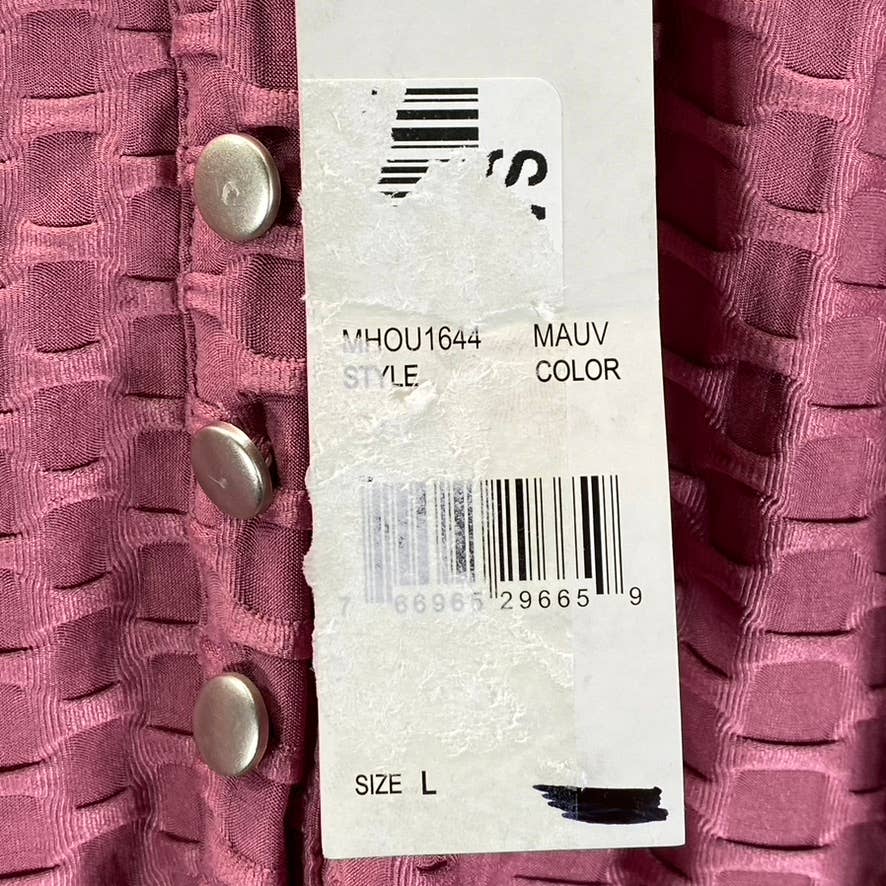 MHOU1644 MAUV
STYLE COLOR
7 66965 29665 9
SIZE L